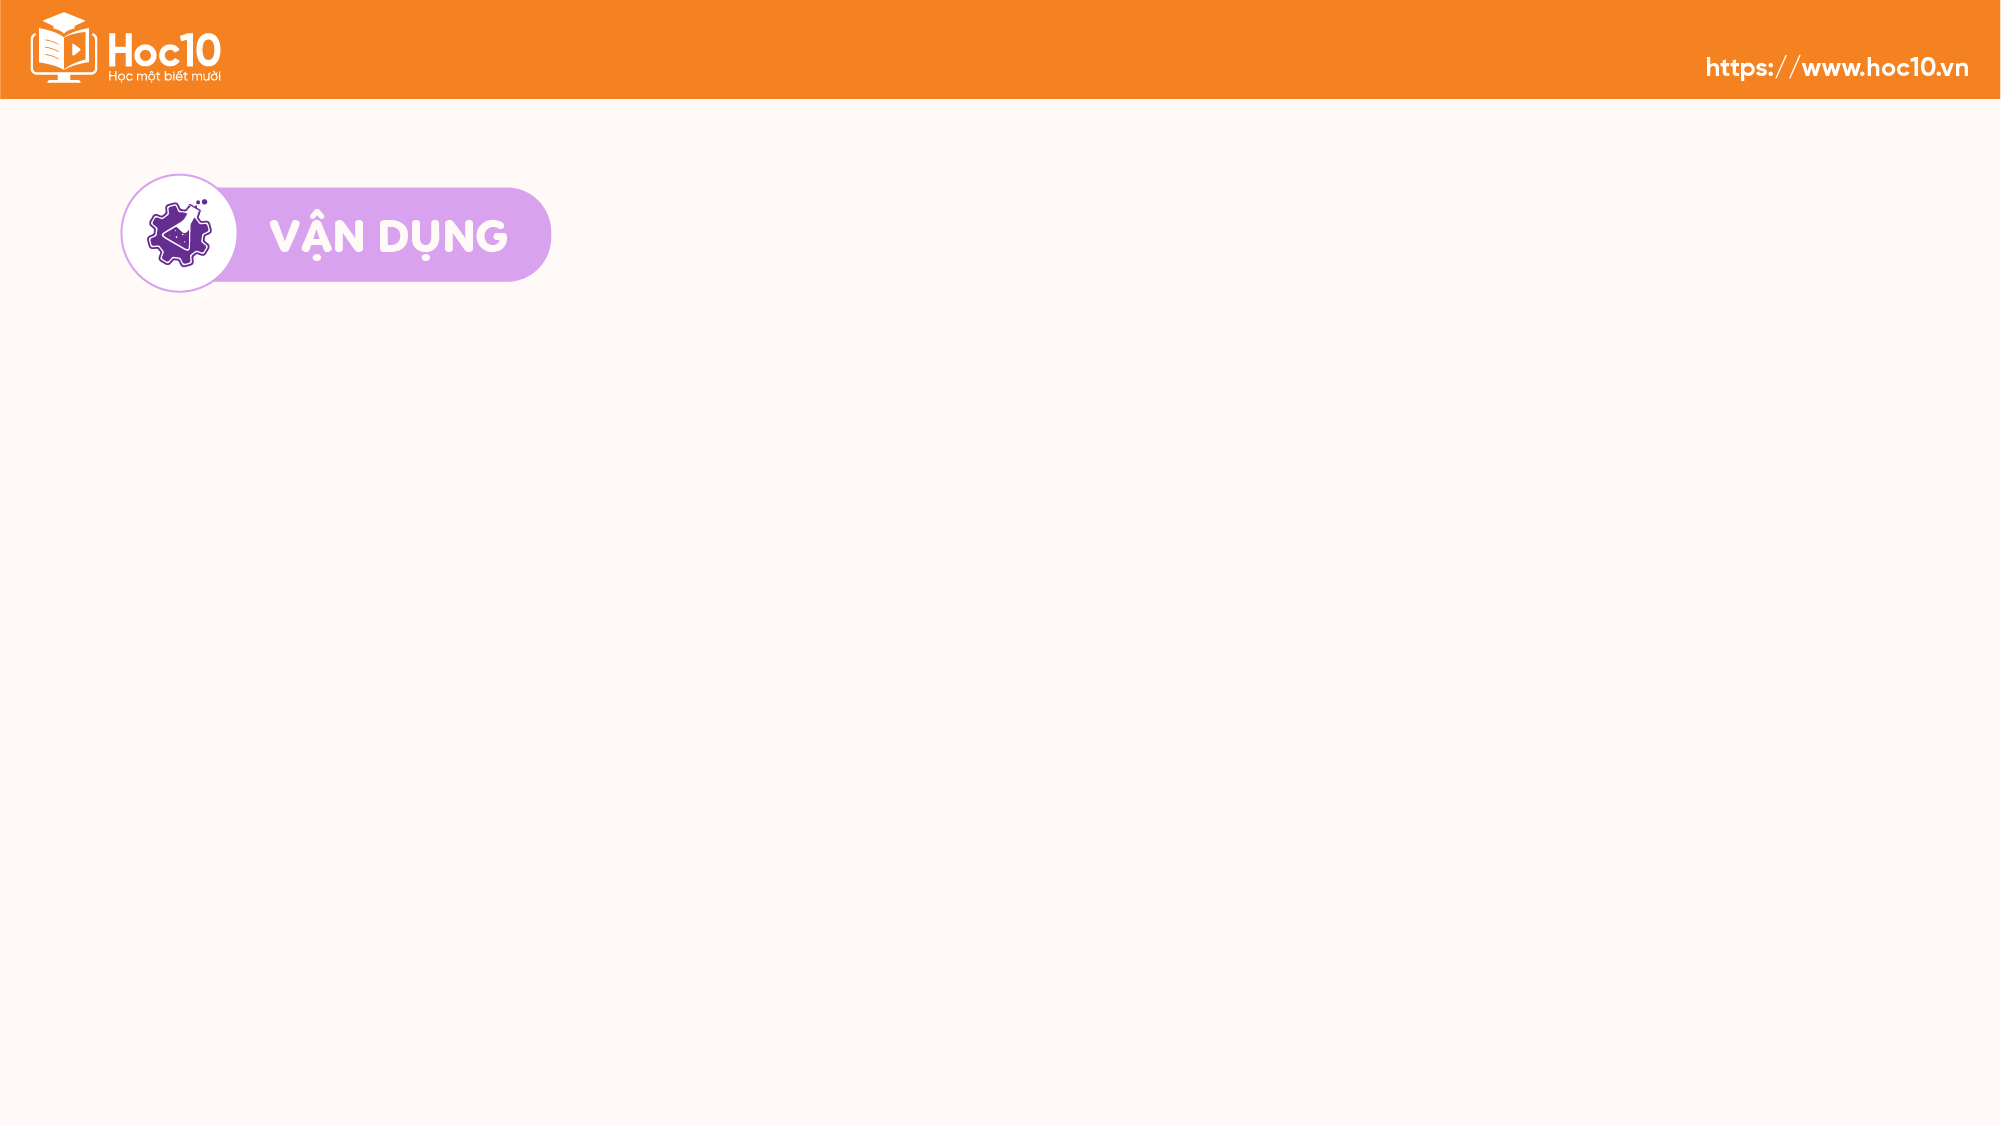 Hoc10
Học một biết mười
https://www.hoc10.vn
VẬN DỤNG